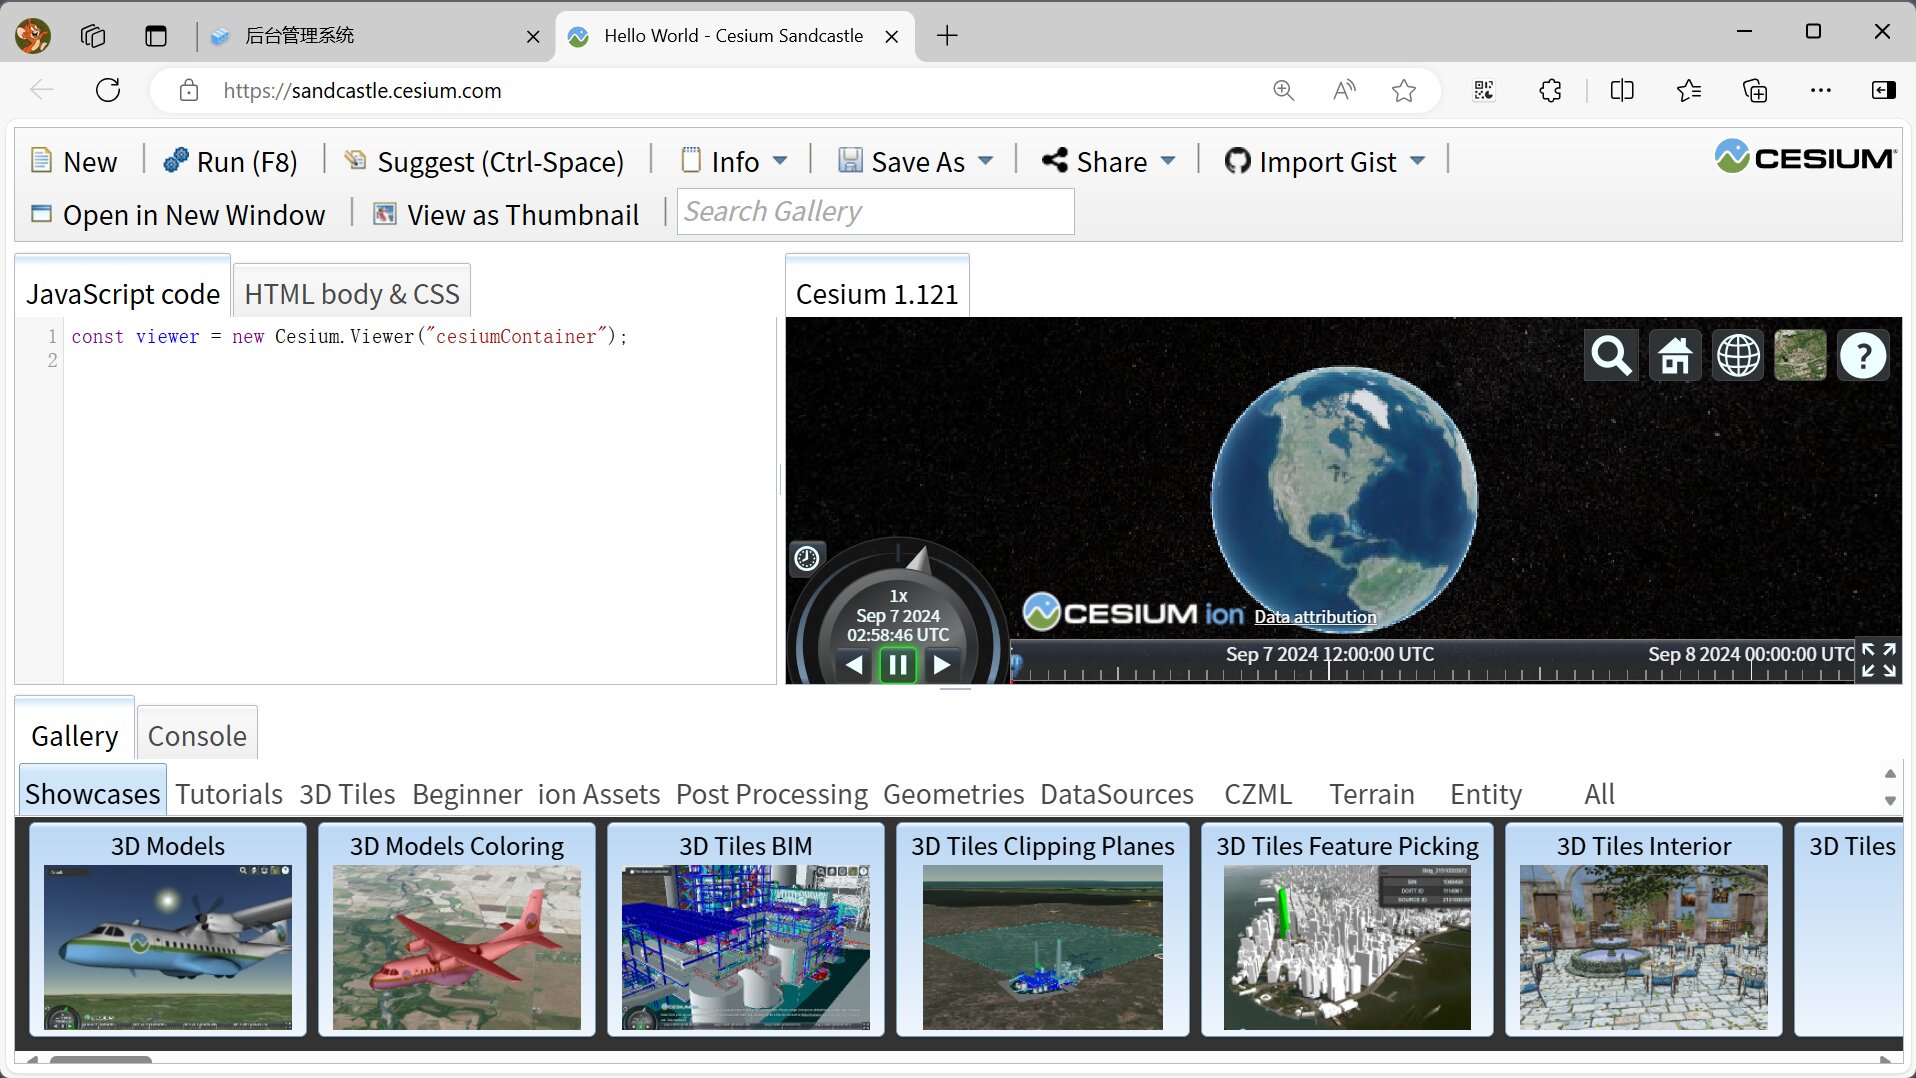 后台管理系统
Hello World - Cesium Sandcastle
https://sandcastle.cesium.com
New
Run (F8)
Suggest (Ctrl-Space)
Info
Save As
Share
Import Gist
CESIUM
Open in New Window
View as Thumbnail
Search Gallery
JavaScript code
HTML body & CSS
Cesium 1.121
1 const viewer = new Cesium.Viewer("cesiumContainer");
2
1x
Sep 7 2024
02:58:46 UTC
CESIUM ion
Data attribution
Sep 7 2024 12:00:00 UTC
Sep 8 2024 00:00:00 UTC
Gallery
Console
Showcases
Tutorials
3D Tiles
Beginner
ion Assets
Post Processing
Geometries
DataSources
CZML
Terrain
Entity
All
3D Models
3D Models Coloring
3D Tiles BIM
3D Tiles Clipping Planes
3D Tiles Feature Picking
3D Tiles Interior
3D Tiles